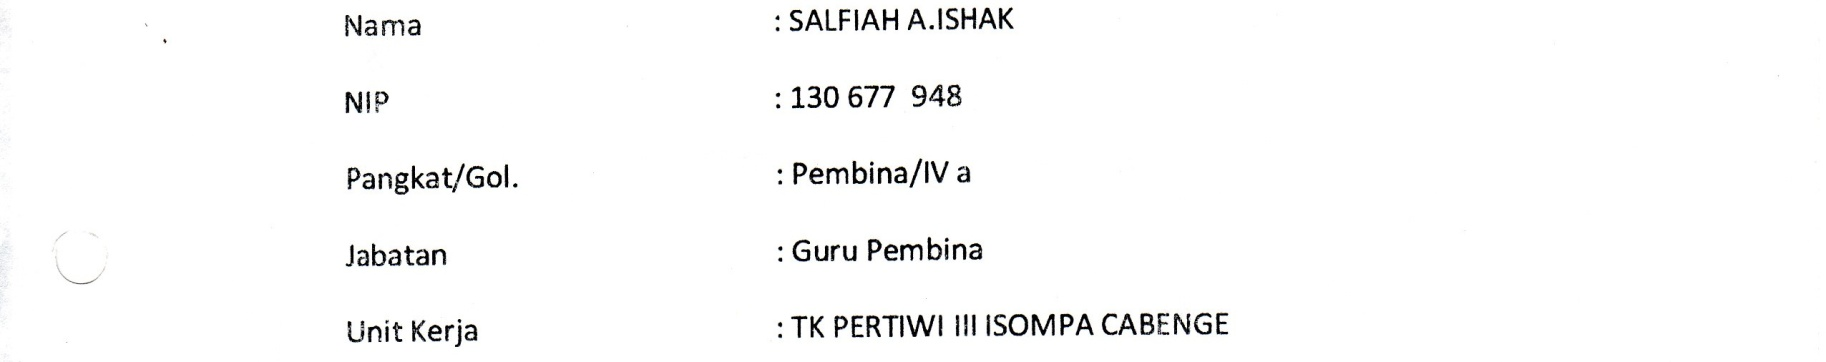 Nama : SALFIAH A.ISHAK
NIP : 130 677 948
Pangkat/Gol. : Pembina/IV a
Jabatan : Guru Pembina
Unit Kerja : TK PERTIWI III ISOMPA CABENGE